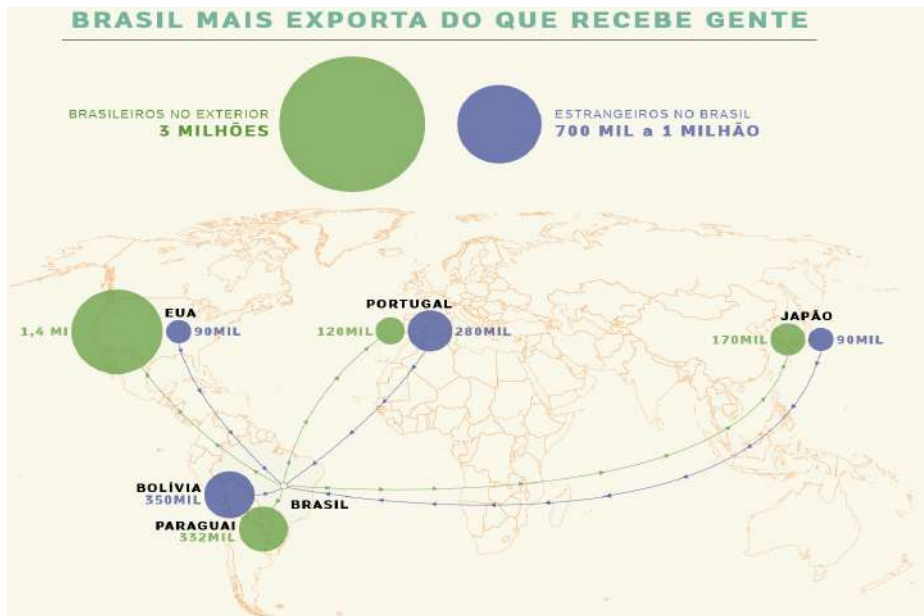 BRASIL MAIS EXPORTA DO QUE RECEBE GENTE
BRASILEIROS NO EXTERIOR
3 MILHÕES
ESTRANGEIROS NO BRASIL
700 MIL a 1 MILHÃO
EUA
1,4 MI
90MIL
PORTUGAL
120MIL
280MIL
JAPÃO
170MIL
90MIL
BOLÍVIA
350MIL
BRASIL
PARAGUAI
332MIL